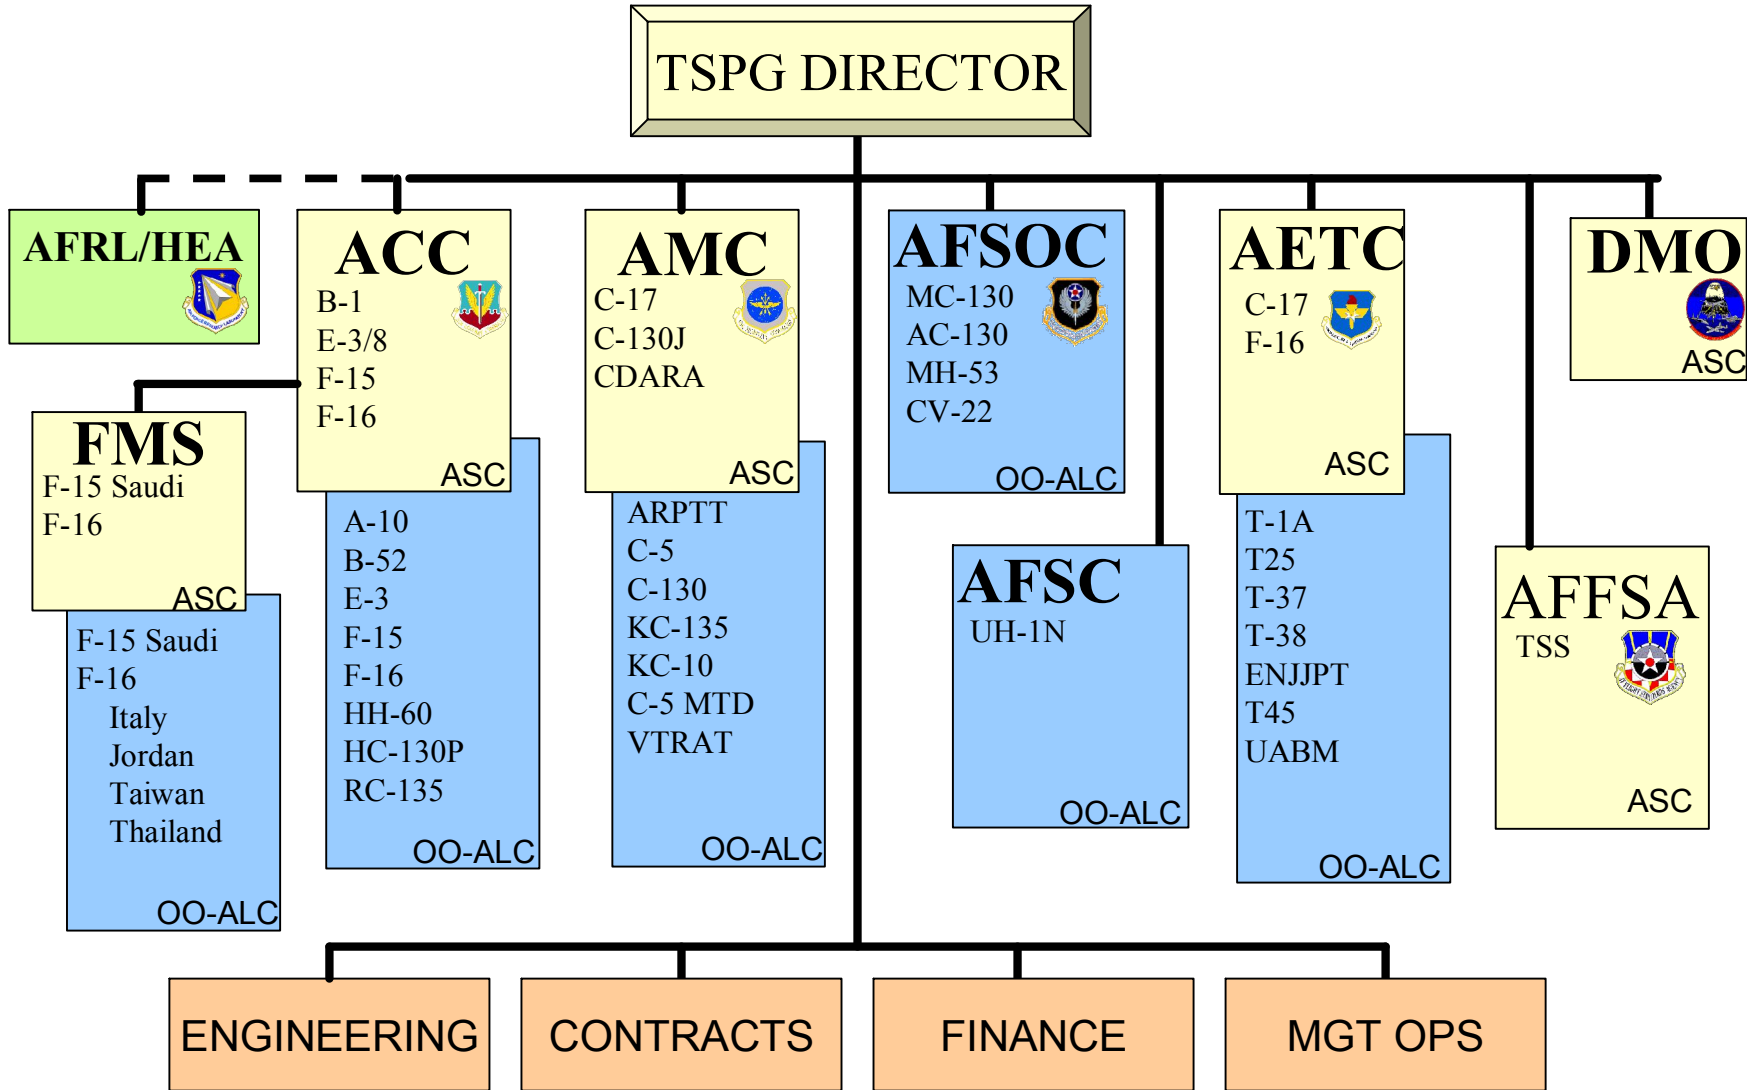 TSPG DIRECTOR
AFRL/HEA
ACC
B-1
E-3/8
F-15
F-16
ASC
A-10
B-52
E-3
F-15
F-16
HH-60
HC-130P
RC-135
OO-ALC
FMS
F-15 Saudi
F-16
ASC
F-15 Saudi
F-16
Italy
Jordan
Taiwan
Thailand
OO-ALC
AMC
C-17
C-130J
CDARA
ASC
ARPTT
C-5
C-130
KC-135
KC-10
C-5 MTD
VTRAT
OO-ALC
AFSOC
MC-130
AC-130
MH-53
CV-22
OO-ALC
AFSC
UH-1N
OO-ALC
AETC
C-17
F-16
ASC
T-1A
T25
T-37
T-38
ENJJPT
T45
UABM
OO-ALC
DMO
ASC
AFFSA
TSS
ASC
ENGINEERING
CONTRACTS
FINANCE
MGT OPS